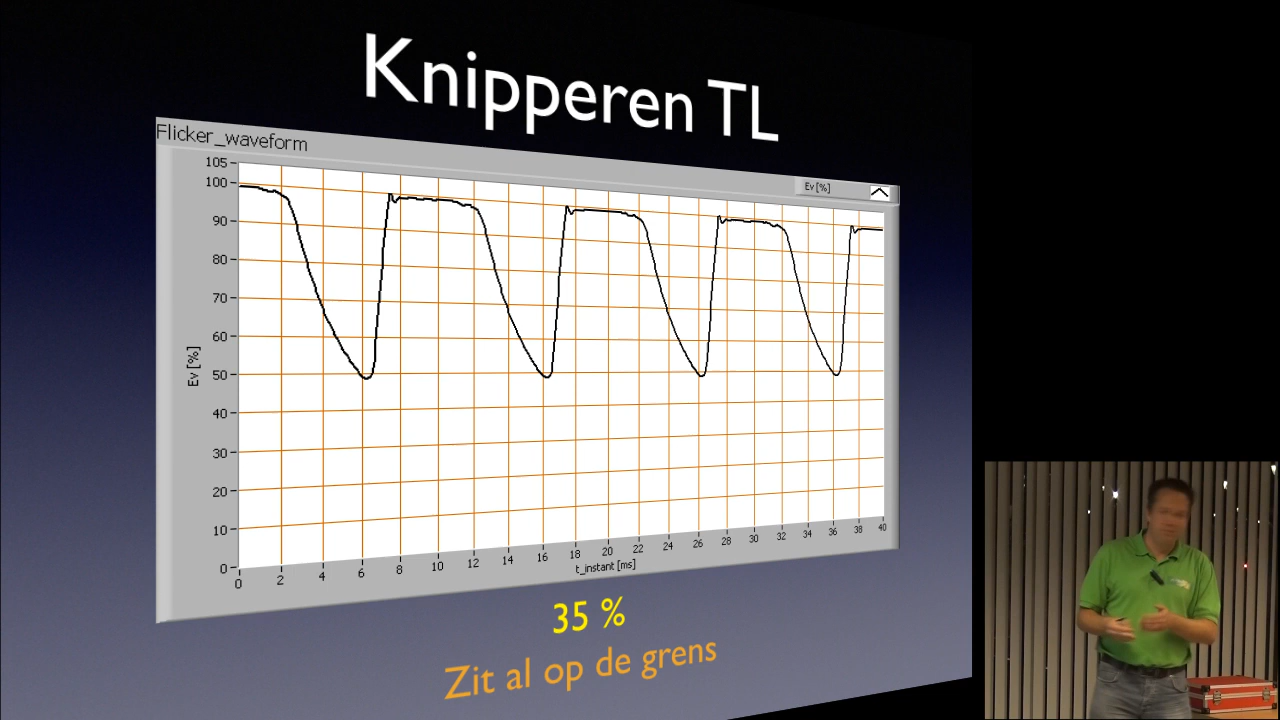 Knipperen TL
Flicker_waveform
Ev [%]
105
100
90
80
70
60
50
40
30
20
10
0
Ev [%]
0 2 4 6 8 10 12 14 16 18 20 22 24 26 28 30 32 34 36 38 40
t_instant [ms]
35 %
Zit al op de grens